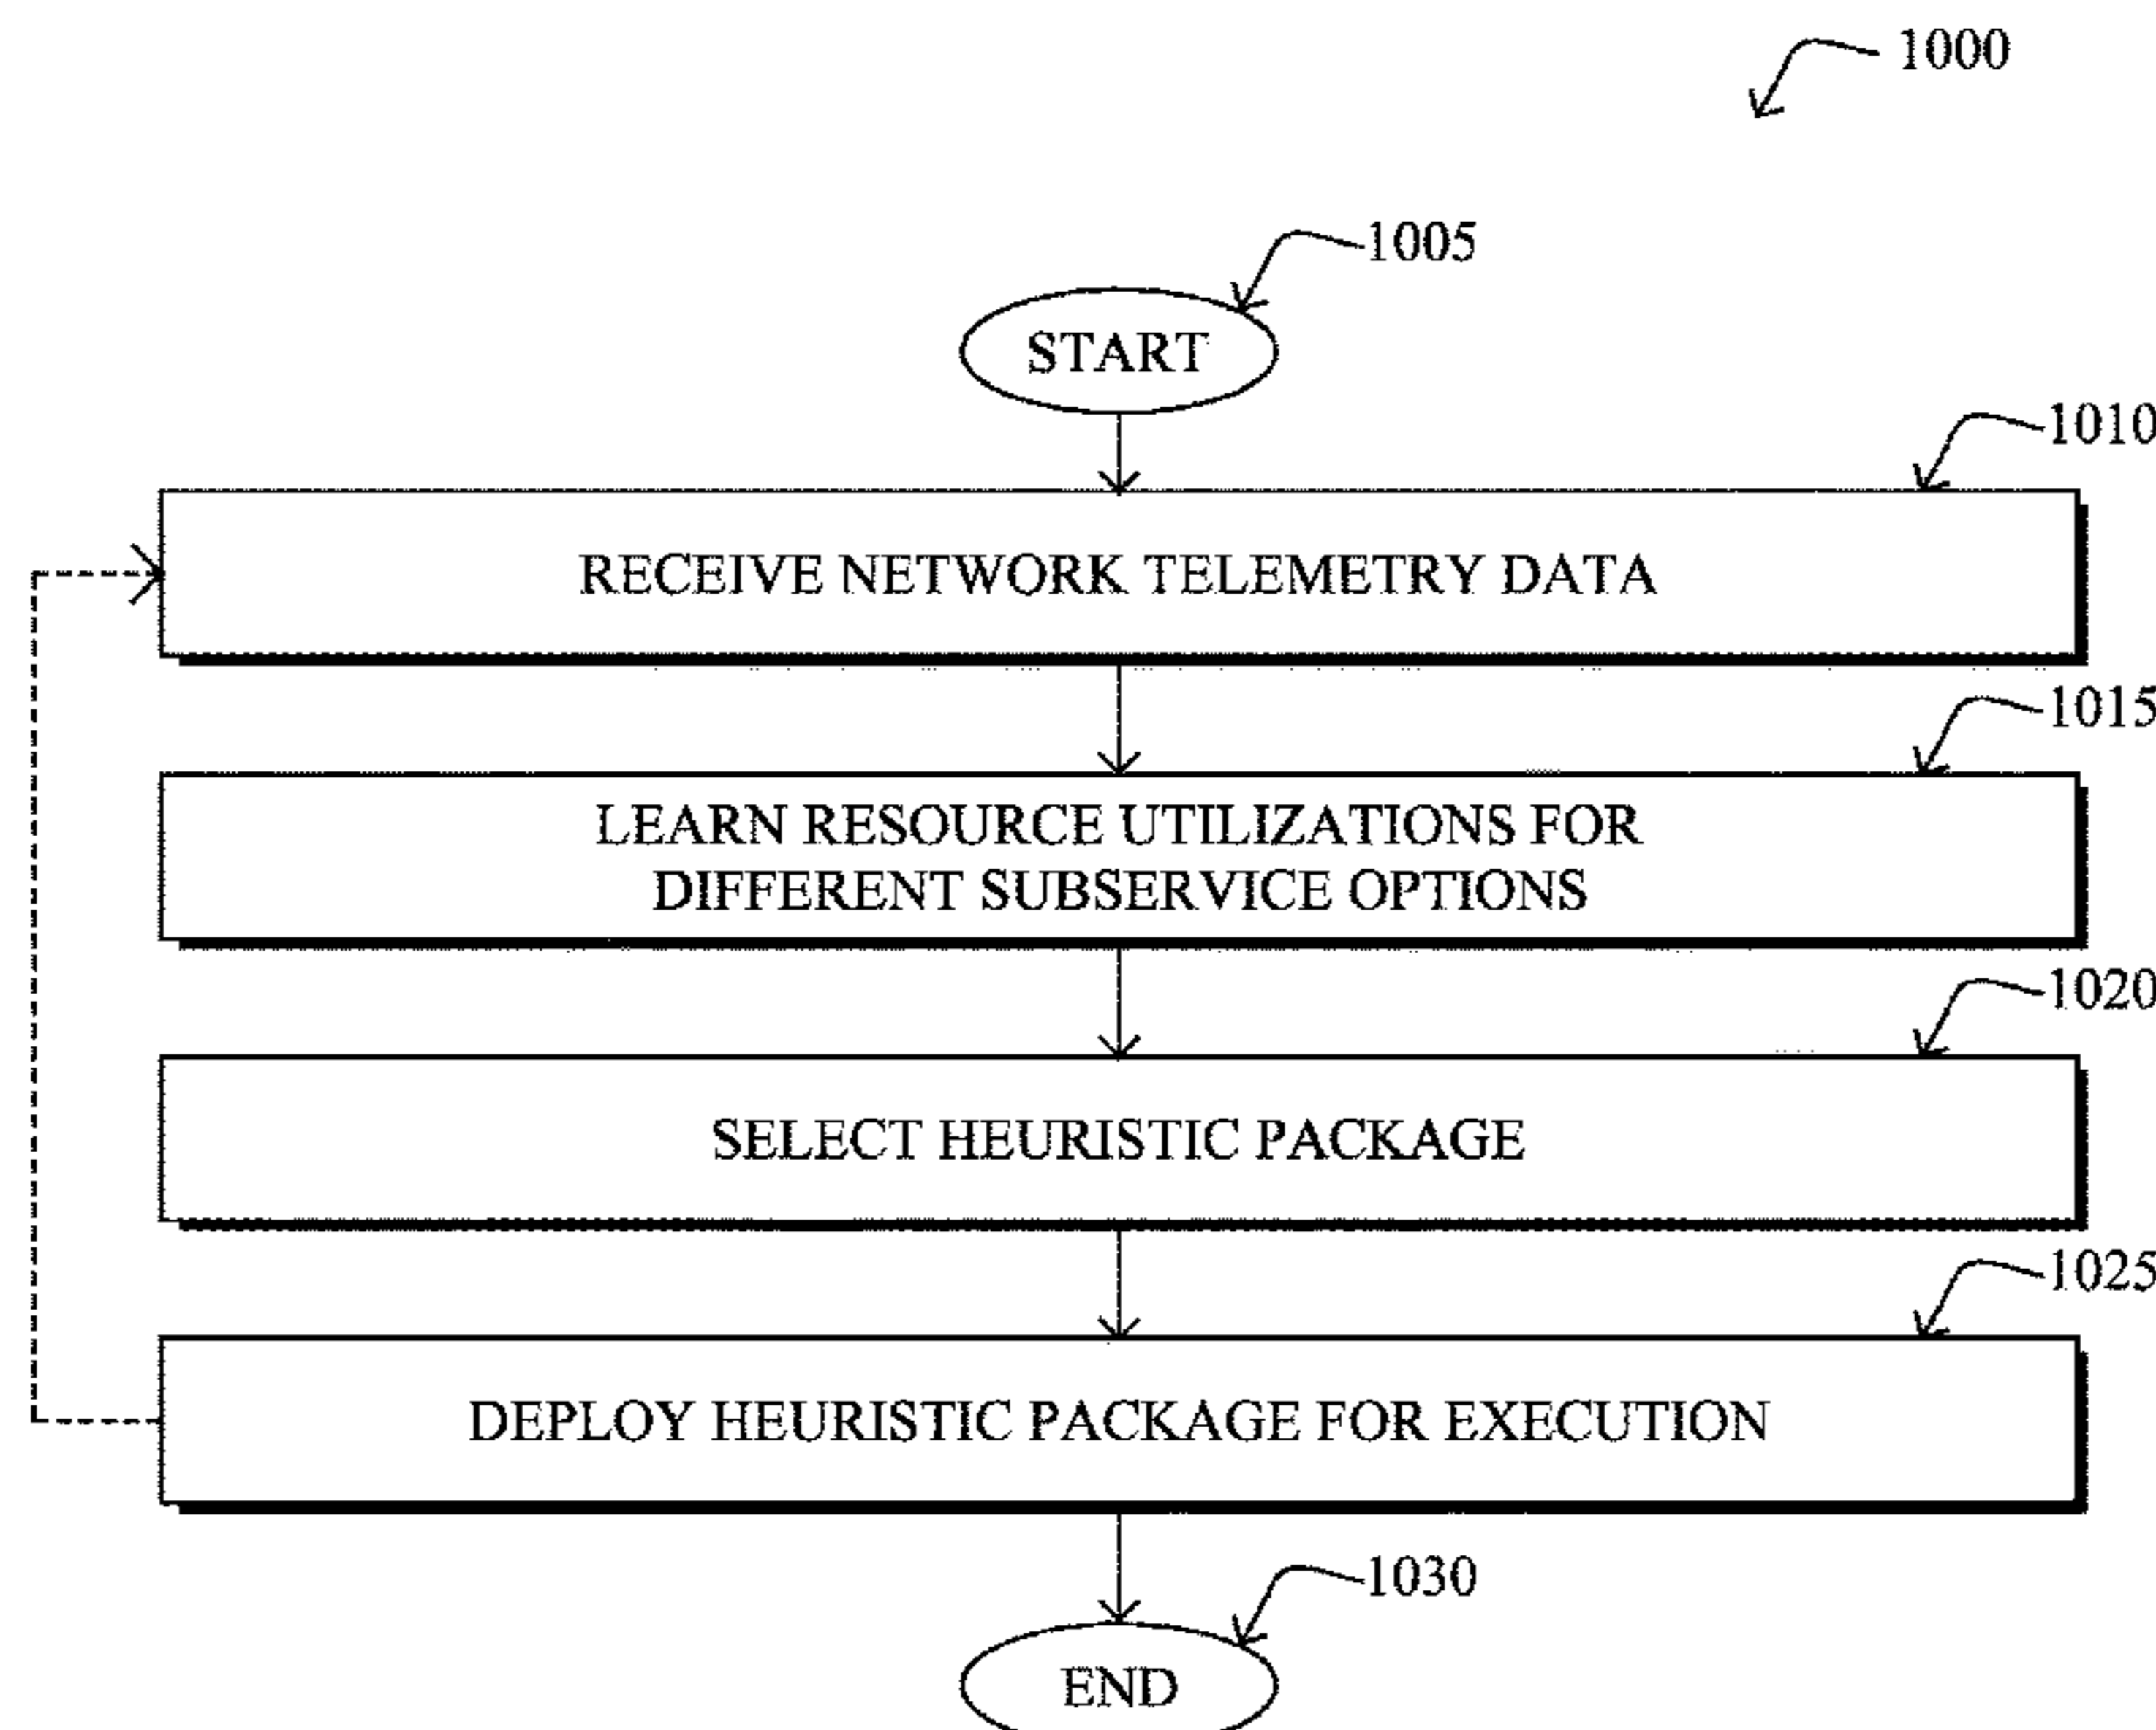 1000
1005
START
1010
RECEIVE NETWORK TELEMETRY DATA
1015
LEARN RESOURCE UTILIZATIONS FOR
DIFFERENT SUBSERVICE OPTIONS
1020
SELECT HEURISTIC PACKAGE
1025
DEPLOY HEURISTIC PACKAGE FOR EXECUTION
1030
END